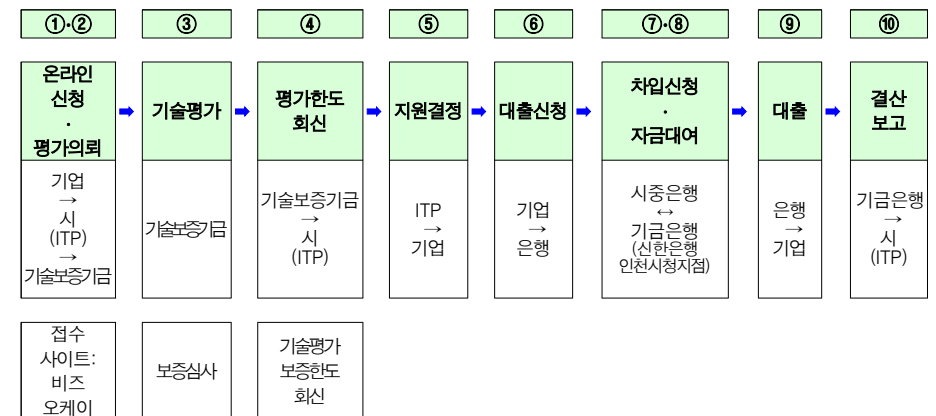 ①·②
③
④
⑤
⑥
⑦·⑧
⑨
⑩
온라인
신청
·
평가의뢰
➡
기술평가
➡
평가한도
회신
➡
지원결정
➡
대출신청
➡
차입신청
·
자금대여
➡
대출
➡
결산
보고
기업
→
시
(ITP)
→
기술보증기금
기술보증기금
기술보증기금
→
시
(ITP)
ITP
→
기업
기업
→
은행
시중은행
↔
기금은행
(신한은행
인천시청지점)
은행
→
기업
기금은행
→
시
(ITP)
접수
사이트:
비즈
오케이
보증심사
기술평가
보증한도
회신